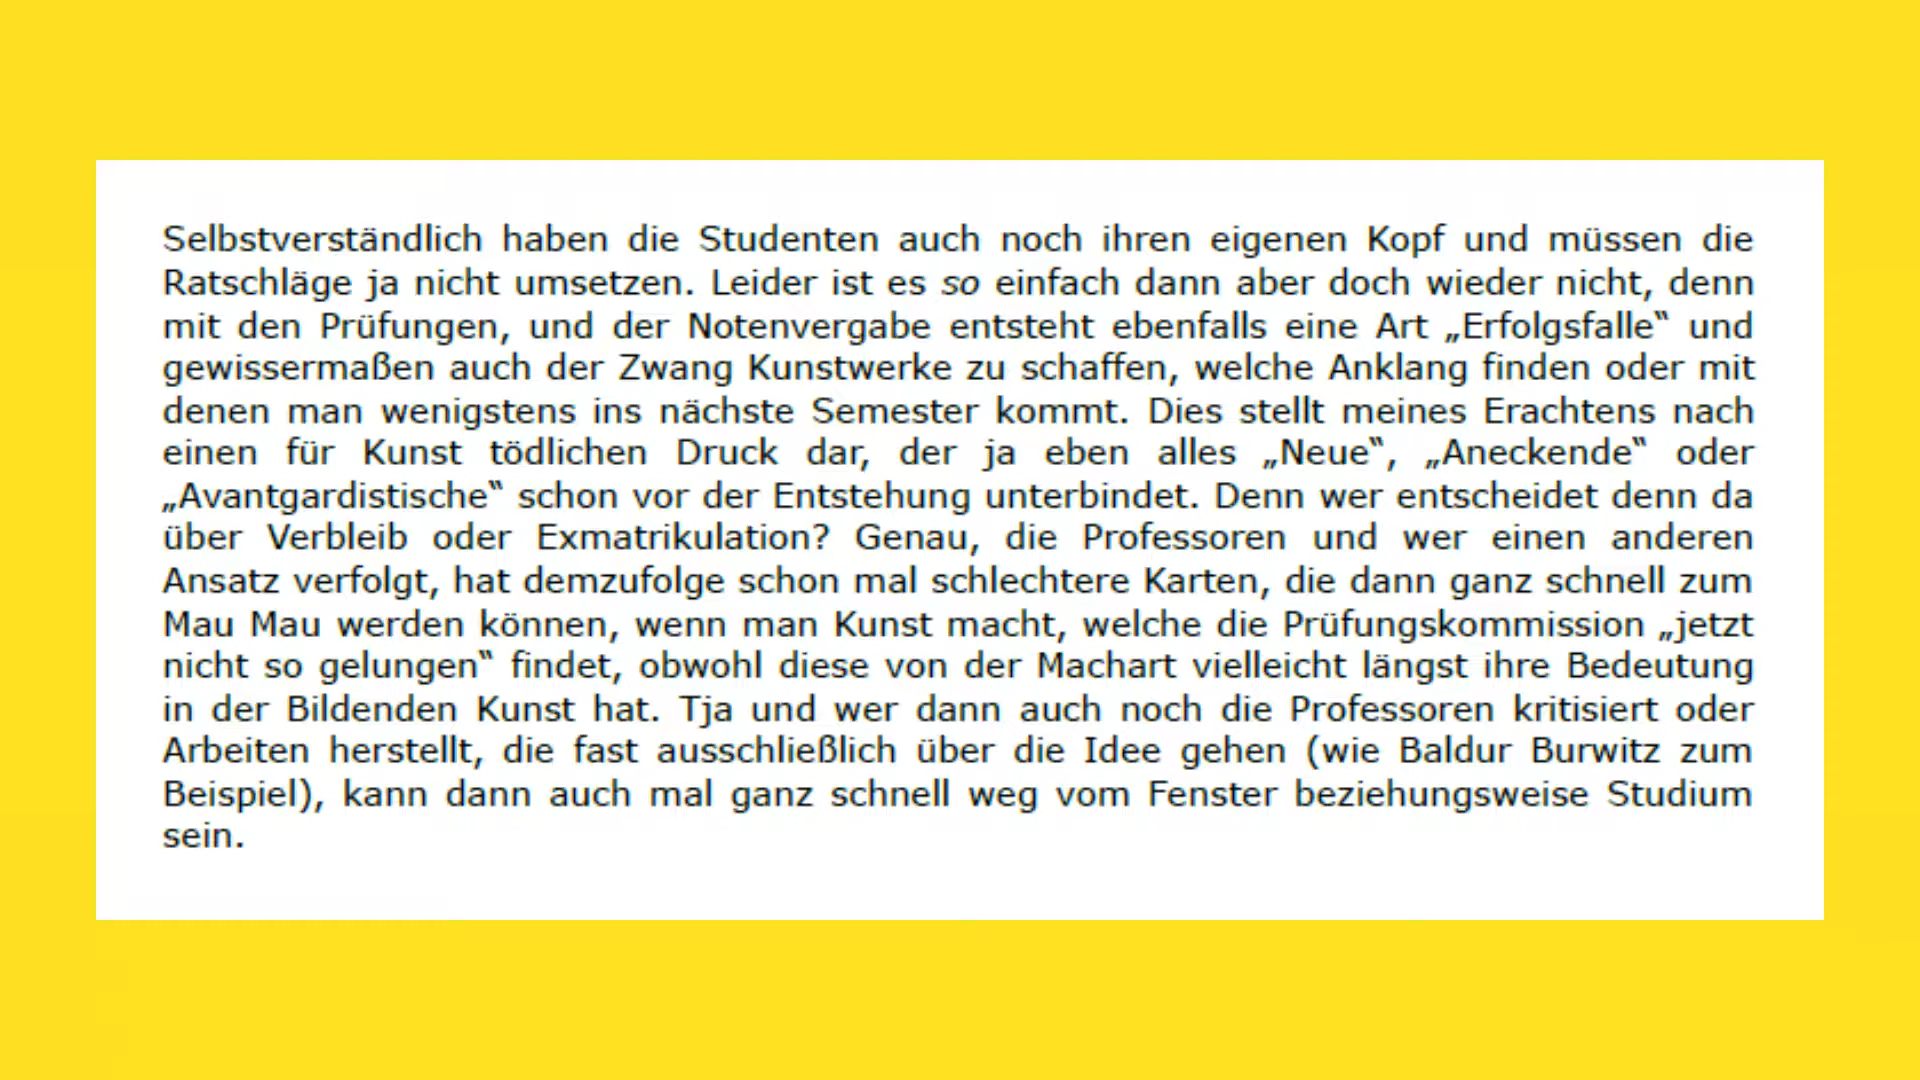 Selbstverständlich haben die Studenten auch noch ihren eigenen Kopf und müssen die
Ratschläge ja nicht umsetzen. Leider ist es so einfach dann aber doch wieder nicht, denn
mit den Prüfungen, und der Notenvergabe entsteht ebenfalls eine Art „Erfolgsfalle‟ und
gewissermaßen auch der Zwang Kunstwerke zu schaffen, welche Anklang finden oder mit
denen man wenigstens ins nächste Semester kommt. Dies stellt meines Erachtens nach
einen für Kunst tödlichen Druck dar, der ja eben alles „Neue‟, „Aneckende‟ oder
„Avantgardistische‟ schon vor der Entstehung unterbindet. Denn wer entscheidet denn da
über Verbleib oder Exmatrikulation? Genau, die Professoren und wer einen anderen
Ansatz verfolgt, hat demzufolge schon mal schlechtere Karten, die dann ganz schnell zum
Mau Mau werden können, wenn man Kunst macht, welche die Prüfungskommission „jetzt
nicht so gelungen‟ findet, obwohl diese von der Machart vielleicht längst ihre Bedeutung
in der Bildenden Kunst hat. Tja und wer dann auch noch die Professoren kritisiert oder
Arbeiten herstellt, die fast ausschließlich über die Idee gehen (wie Baldur Burwitz zum
Beispiel), kann dann auch mal ganz schnell weg vom Fenster beziehungsweise Studium
sein.